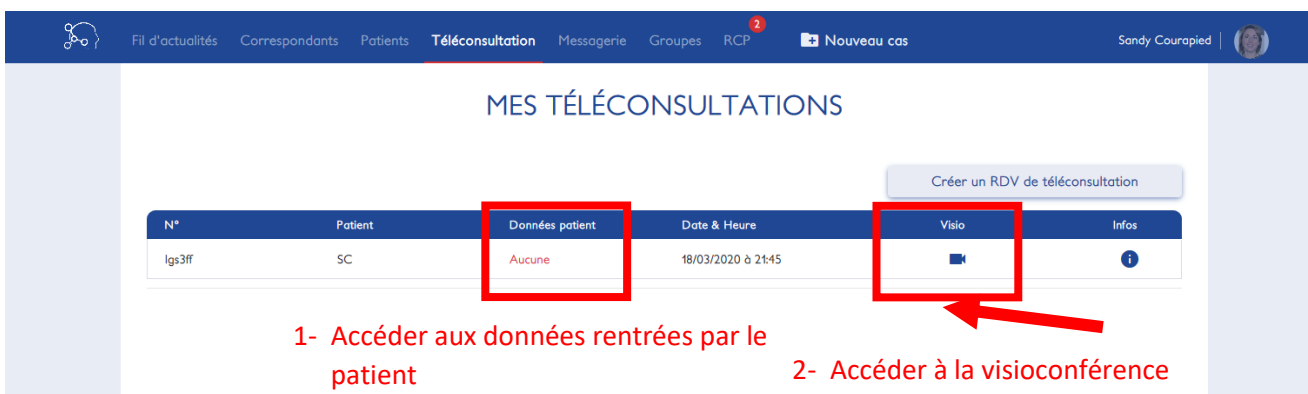 2
Fil d'actualités Correspondants Patients Téléconsultation Messagerie Groupes RCP Nouveau cas Sandy Courapied
MES TÉLÉCONSULTATIONS
Créer un RDV de téléconsultation
N° Patient Données patient Date & Heure Visio Infos
lgs3ff SC Aucune 18/03/2020 à 21:45
1- Accéder aux données rentrées par le
patient
2- Accéder à la visioconférence